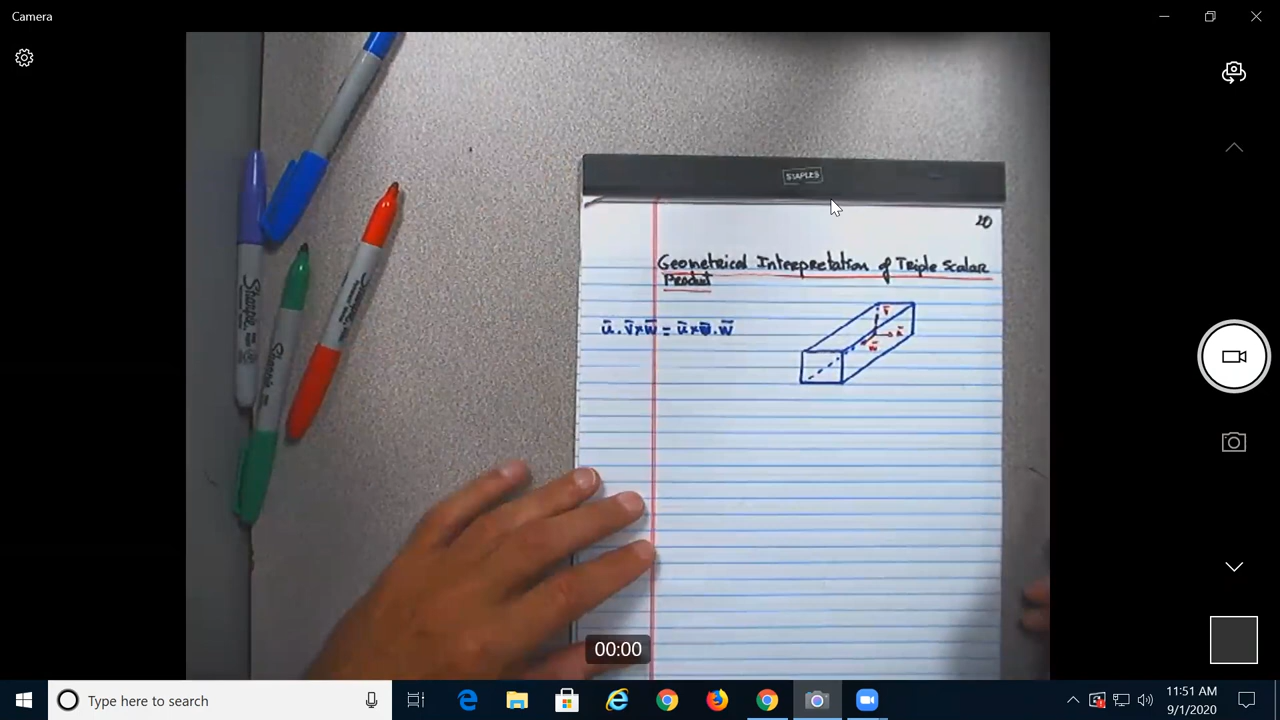 Camera
STAPLES
20
Geometrical Interpretation of Triple Scalar
Product
ū . v̄ × w̄ = ū × v̄ . w̄
v̄
ū
w̄
Sharpie
00:00
Type here to search
11:51 AM
9/1/2020